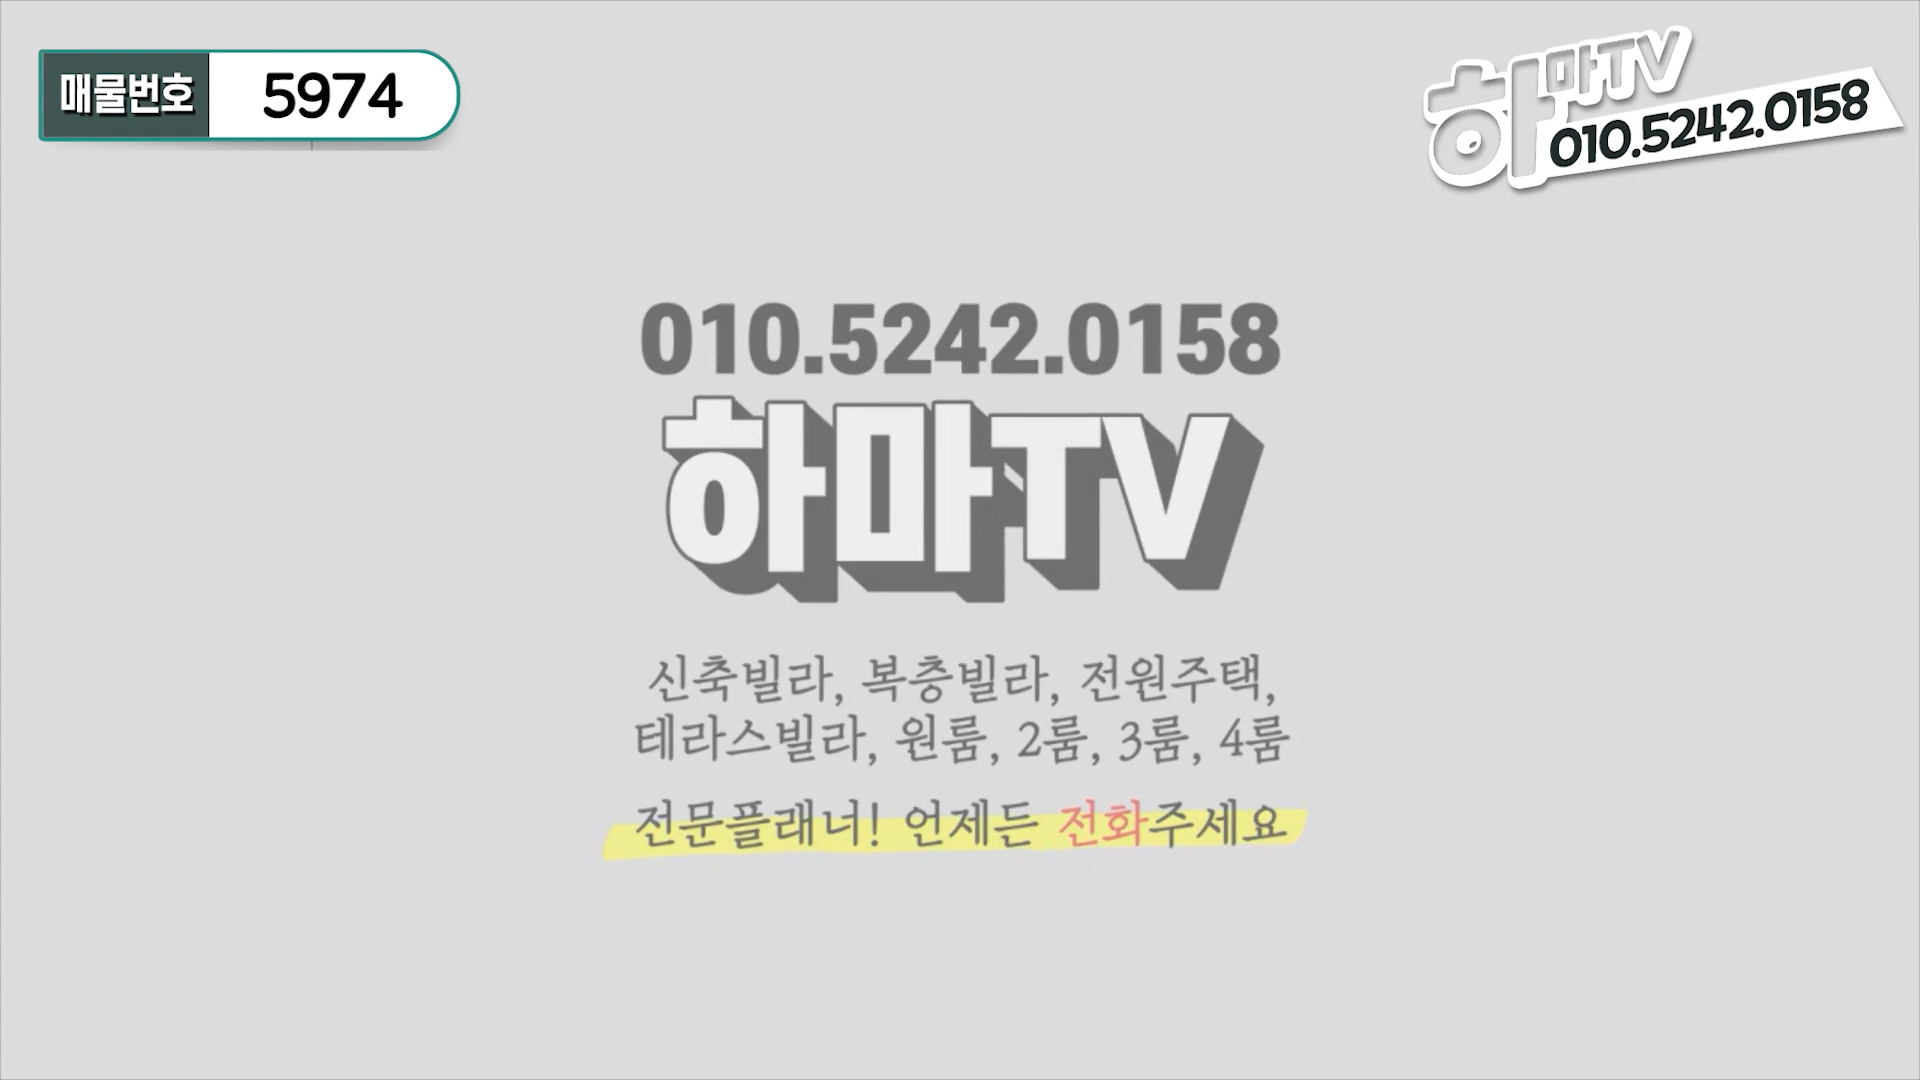 매물번호 5974
하마TV
010.5242.0158
010.5242.0158
하마TV
신축빌라, 복층빌라, 전원주택,
테라스빌라, 원룸, 2룸, 3룸, 4룸
전문플래너! 언제든 전화주세요